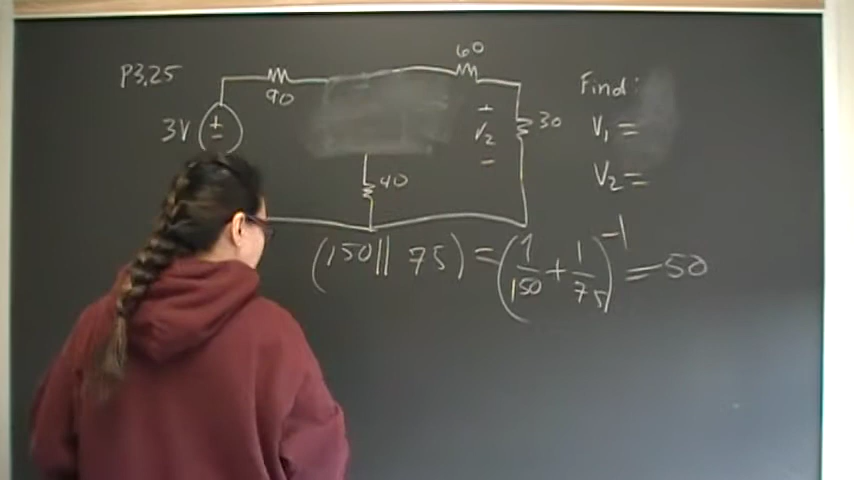 P3.25
60
90
Find:
3V
+
-
+
V2
-
30
V1 =
40
V2 =
(150 || 75) = (1/150 + 1/75)^-1 = 50